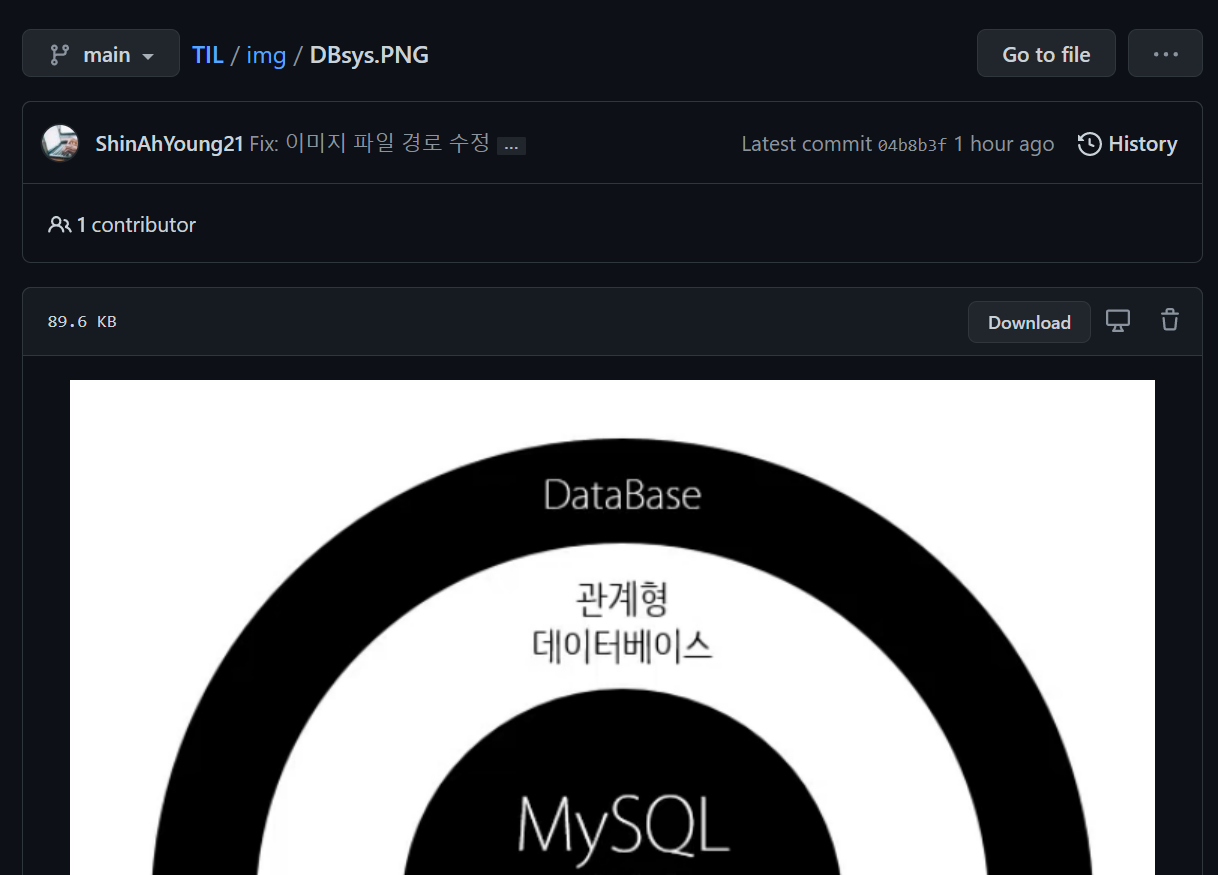 main TIL / img / DBsys.PNG Go to file ...
ShinAhYoung21 Fix: 이미지 파일 경로 수정 ... Latest commit 04b8b3f 1 hour ago History
1 contributor
89.6 KB Download
DataBase
관계형
데이터베이스
MySQL